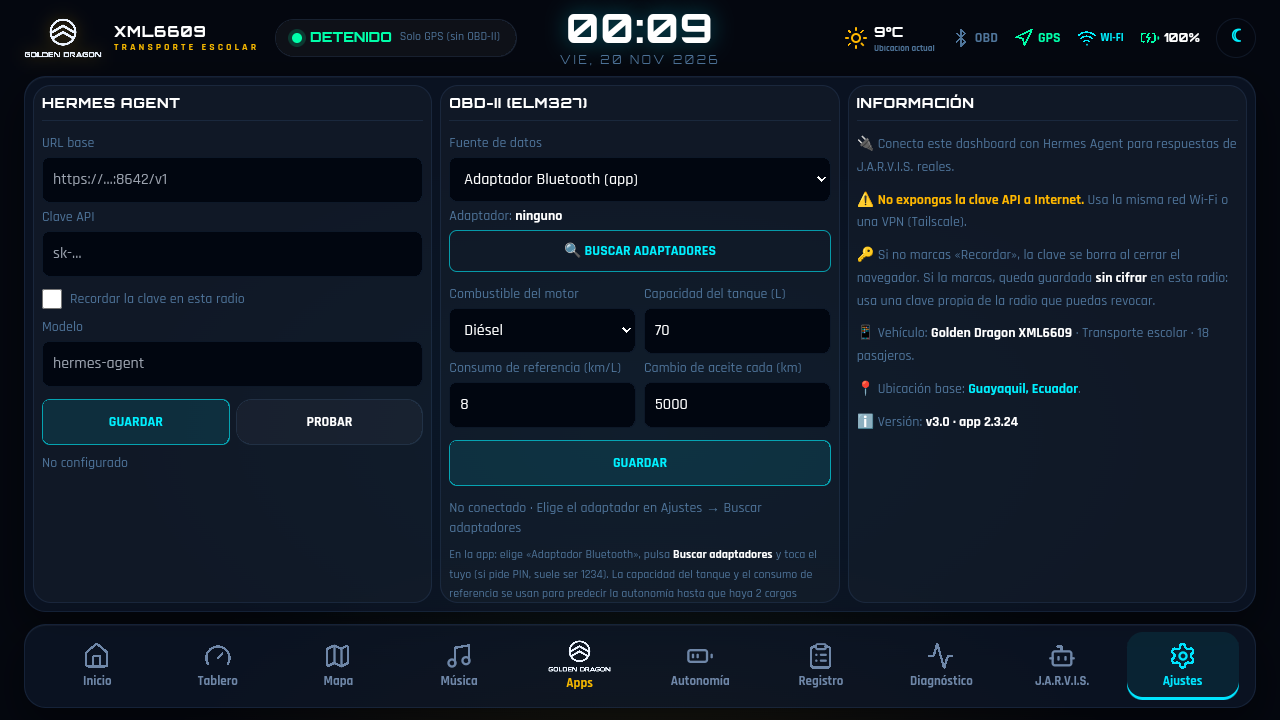 GOLDEN DRAGON
XML6609
TRANSPORTE ESCOLAR
DETENIDO Solo GPS (sin OBD-II)
00:09
VIE, 20 NOV 2026
9°C
Ubicación actual
OBD
GPS
WI-FI
100%
HERMES AGENT
URL base
https://...:8642/v1
Clave API
sk-...
Recordar la clave en esta radio
Modelo
hermes-agent
GUARDAR
PROBAR
No configurado
OBD-II (ELM327)
Fuente de datos
Adaptador Bluetooth (app)
Adaptador: ninguno
🔍 BUSCAR ADAPTADORES
Combustible del motor
Capacidad del tanque (L)
Diésel
70
Consumo de referencia (km/L)
Cambio de aceite cada (km)
8
5000
GUARDAR
No conectado · Elige el adaptador en Ajustes → Buscar
adaptadores
En la app: elige «Adaptador Bluetooth», pulsa Buscar adaptadores y toca el
tuyo (si pide PIN, suele ser 1234). La capacidad del tanque y el consumo de
referencia se usan para predecir la autonomía hasta que haya 2 cargas
INFORMACIÓN
🔌 Conecta este dashboard con Hermes Agent para respuestas de
J.A.R.V.I.S. reales.
⚠️ No expongas la clave API a Internet. Usa la misma red Wi-Fi o
una VPN (Tailscale).
🔑 Si no marcas «Recordar», la clave se borra al cerrar el
navegador. Si la marcas, queda guardada sin cifrar en esta radio:
usa una clave propia de la radio que puedas revocar.
📱 Vehículo: Golden Dragon XML6609 · Transporte escolar · 18
pasajeros.
📍 Ubicación base: Guayaquil, Ecuador.
ℹ️ Versión: v3.0 · app 2.3.24
Inicio
Tablero
Mapa
Música
GOLDEN DRAGON
Apps
Autonomía
Registro
Diagnóstico
J.A.R.V.I.S.
Ajustes